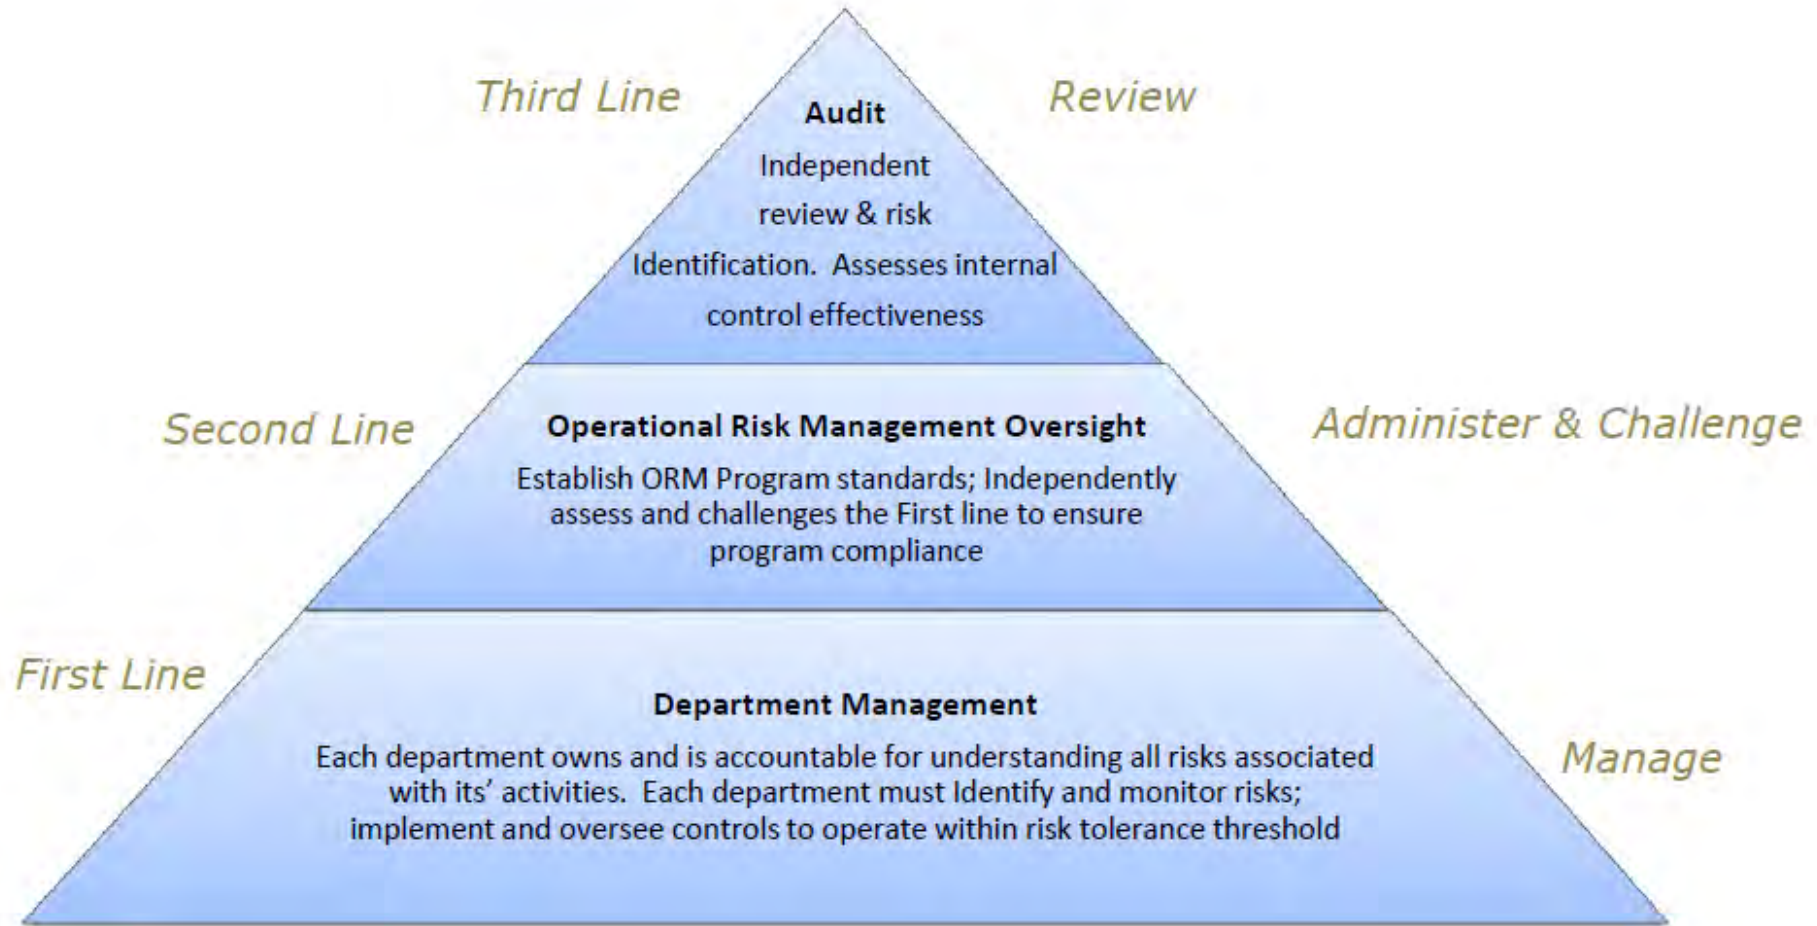 Third Line
Review
Audit
Independent
review & risk
Identification.  Assesses internal
control effectiveness
Second Line
Administer & Challenge
Operational Risk Management Oversight
Establish ORM Program standards; Independently
assess and challenges the First line to ensure
program compliance
First Line
Department Management
Each department owns and is accountable for understanding all risks associated
with its’ activities.  Each department must Identify and monitor risks;
implement and oversee controls to operate within risk tolerance threshold
Manage